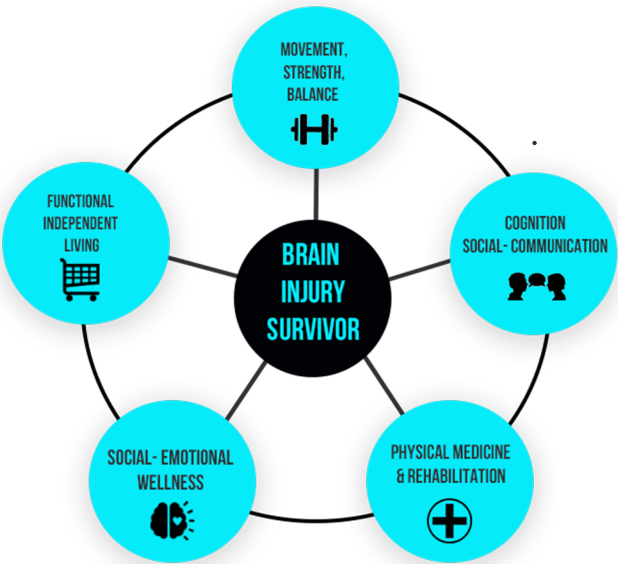 MOVEMENT,
STRENGTH,
BALANCE
FUNCTIONAL
INDEPENDENT
LIVING
COGNITION
SOCIAL- COMMUNICATION
BRAIN
INJURY
SURVIVOR
SOCIAL- EMOTIONAL
WELLNESS
PHYSICAL MEDICINE
& REHABILITATION